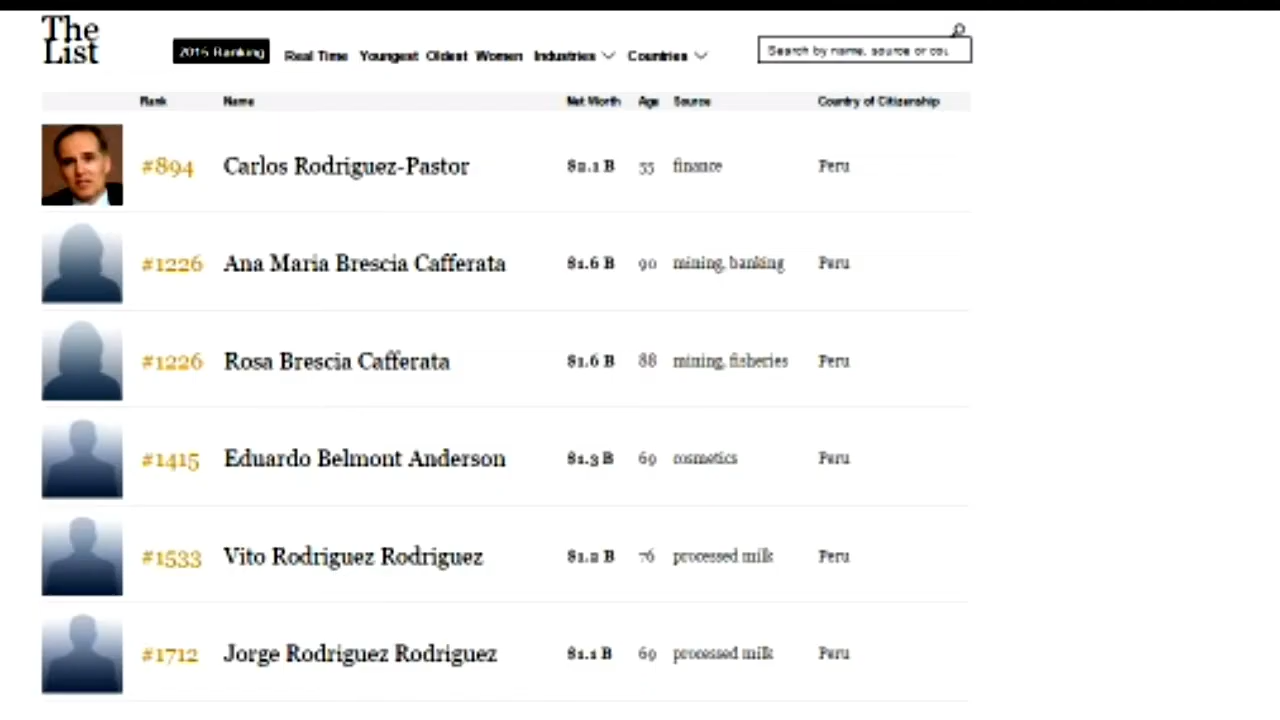 The
List
2015 Ranking Real Time Youngest Oldest Women Industries Countries Search by name, source or cou
Rank Name Net Worth Age Source Country of Citizenship
#894 Carlos Rodriguez-Pastor $2.1 B 55 finance Peru
#1226 Ana Maria Brescia Cafferata $1.6 B 90 mining, banking Peru
#1226 Rosa Brescia Cafferata $1.6 B 88 mining, fisheries Peru
#1415 Eduardo Belmont Anderson $1.3 B 69 cosmetics Peru
#1533 Vito Rodriguez Rodriguez $1.2 B 76 processed milk Peru
#1712 Jorge Rodriguez Rodriguez $1.1 B 69 processed milk Peru